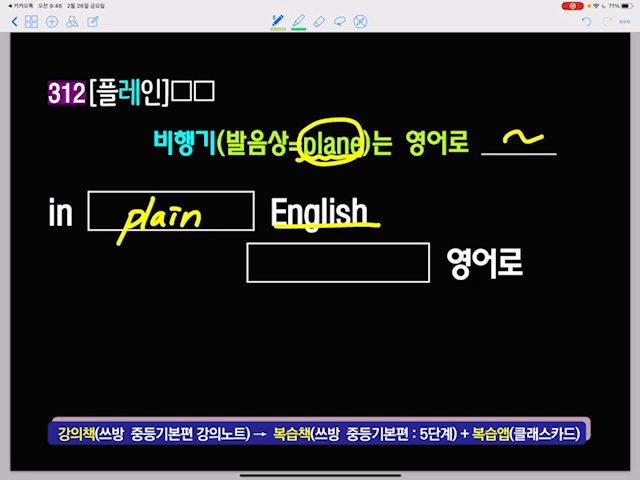 카카오톡 오전 9:46 2월 26일 금요일 71%
312[플레인]□□
비행기(발음상=plane)는 영어로 ~
in plain English
영어로
강의책(쓰방 중등기본편 강의노트) → 복습책(쓰방 중등기본편 : 5단계) + 복습앱(클래스카드)